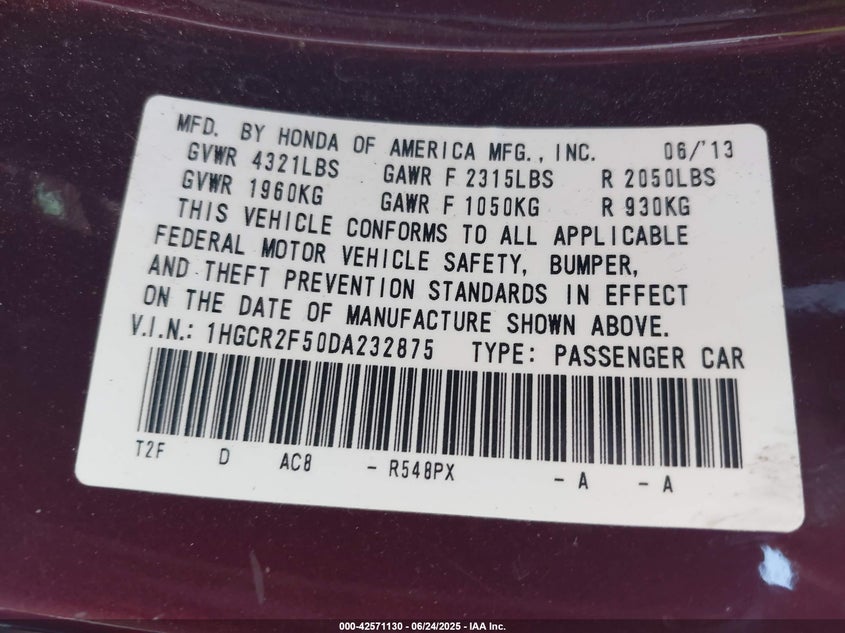 MFD. BY HONDA OF AMERICA MFG., INC. 06/'13
GVWR 4321LBS GAWR F 2315LBS R 2050LBS
GVWR 1960KG GAWR F 1050KG R 930KG
THIS VEHICLE CONFORMS TO ALL APPLICABLE
FEDERAL MOTOR VEHICLE SAFETY, BUMPER,
AND THEFT PREVENTION STANDARDS IN EFFECT
ON THE DATE OF MANUFACTURE SHOWN ABOVE.
V.I.N.: 1HGCR2F50DA232875 TYPE: PASSENGER CAR
T2F D AC8 - R548PX - A - A
000-42571130 - 06/24/2025 - IAA Inc.